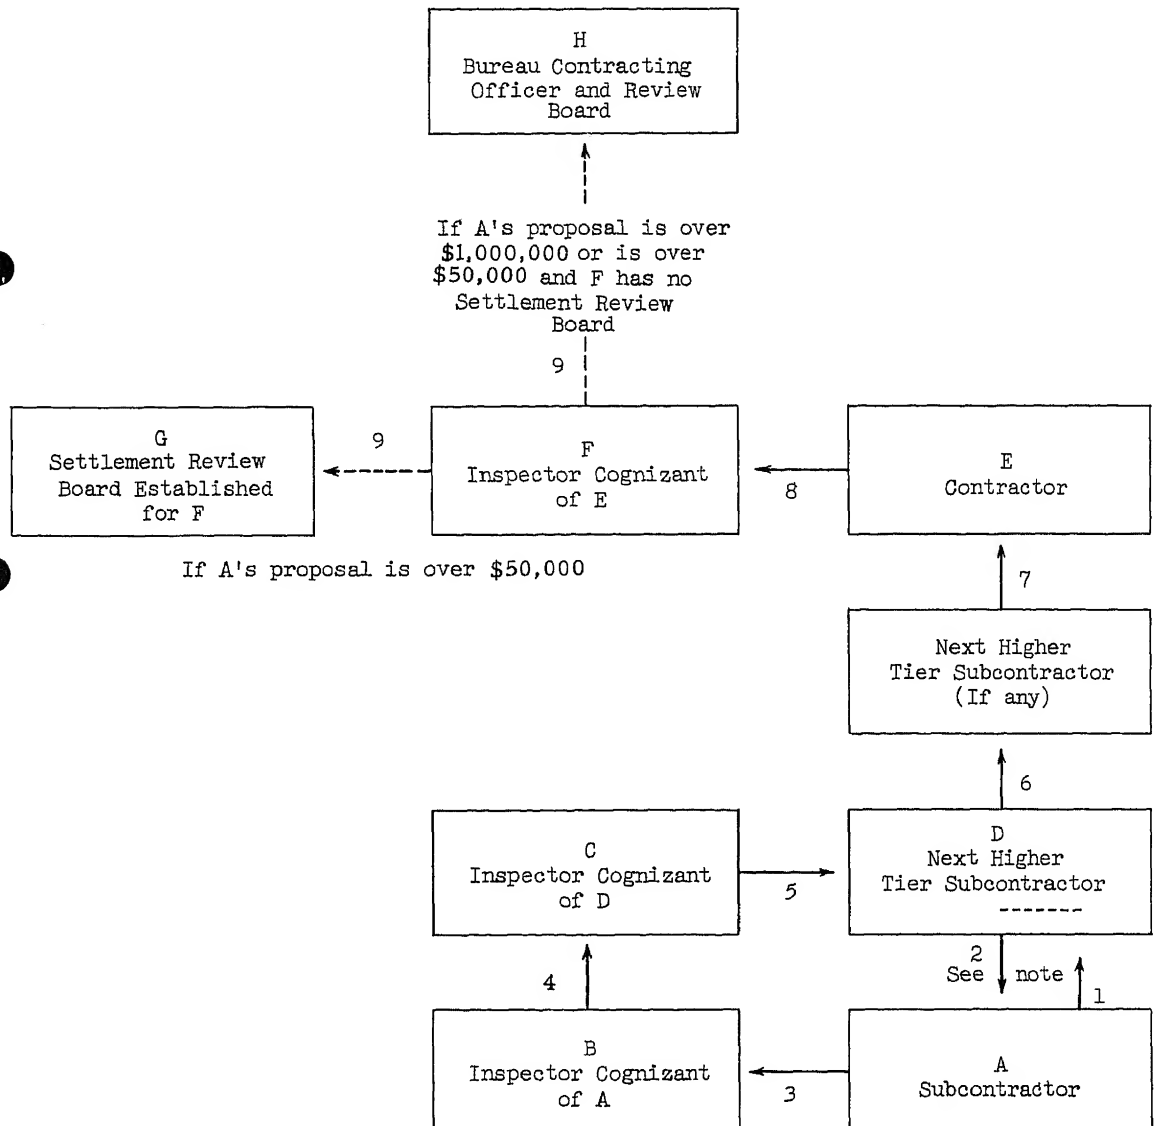 H
Bureau Contracting
Officer and Review
Board
If A's proposal is over
$1,000,000 or is over
$50,000 and F has no
Settlement Review
Board
9
G
Settlement Review
Board Established
for F
9
F
Inspector Cognizant
of E
8
E
Contractor
If A's proposal is over $50,000
7
Next Higher
Tier Subcontractor
(If any)
6
C
Inspector Cognizant
of D
5
D
Next Higher
Tier Subcontractor
2
See note
1
4
B
Inspector Cognizant
of A
3
A
Subcontractor